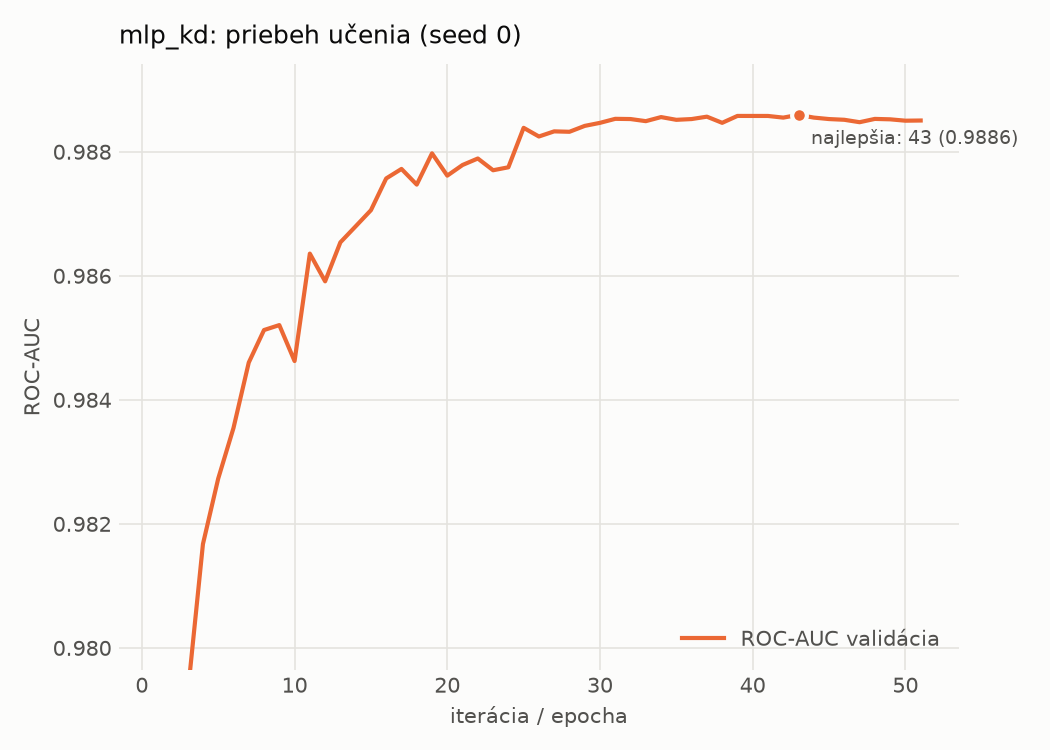 mlp_kd: priebeh učenia (seed 0)
najlepšia: 43 (0.9886)
0.988
0.986
0.984
0.982
0.980
ROC-AUC
ROC-AUC validácia
0 10 20 30 40 50
iterácia / epocha